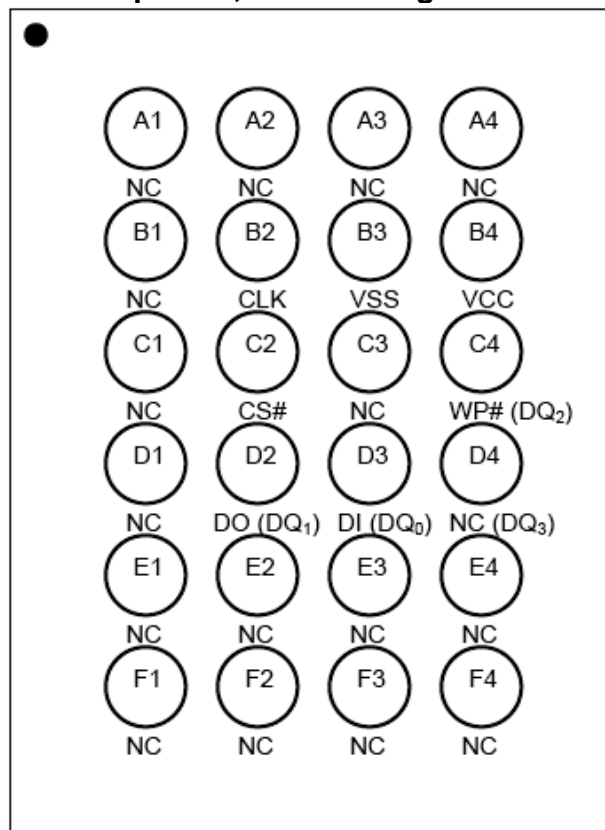 A1 A2 A3 A4
NC NC NC NC
B1 B2 B3 B4
NC CLK VSS VCC
C1 C2 C3 C4
NC CS# NC WP# (DQ₂)
D1 D2 D3 D4
NC DO (DQ₁) DI (DQ₀) NC (DQ₃)
E1 E2 E3 E4
NC NC NC NC
F1 F2 F3 F4
NC NC NC NC